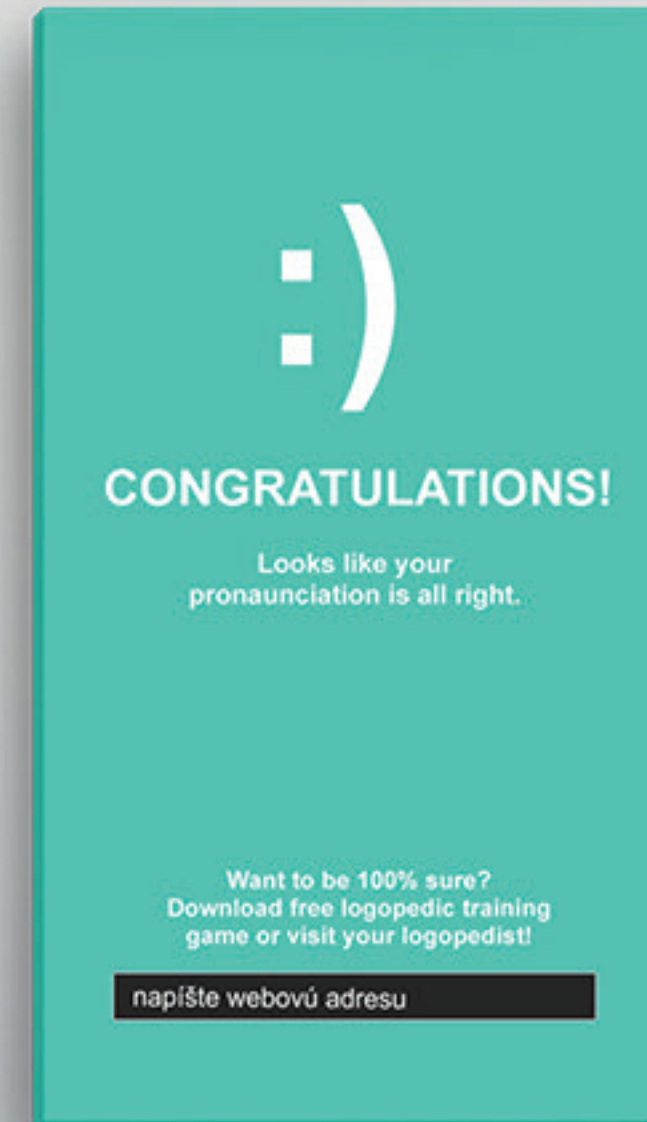 :)
CONGRATULATIONS!
Looks like your
pronaunciation is all right.
Want to be 100% sure?
Download free logopedic training
game or visit your logopedist!
napíšte webovú adresu